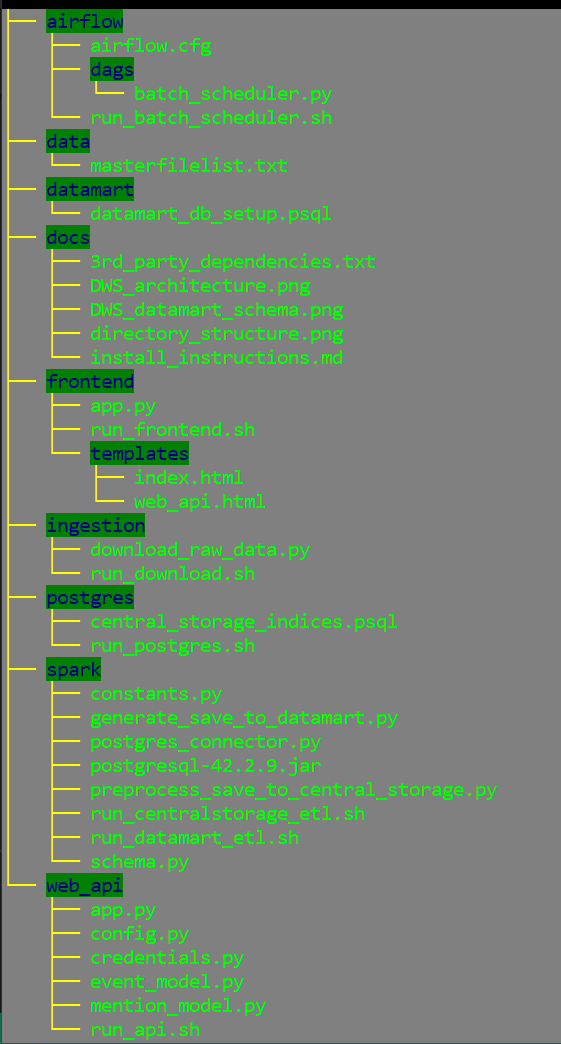 airflow
airflow.cfg
dags
batch_scheduler.py
run_batch_scheduler.sh
data
masterfilelist.txt
datamart
datamart_db_setup.psql
docs
3rd_party_dependencies.txt
DWS_architecture.png
DWS_datamart_schema.png
directory_structure.png
install_instructions.md
frontend
app.py
run_frontend.sh
templates
index.html
web_api.html
ingestion
download_raw_data.py
run_download.sh
postgres
central_storage_indices.psql
run_postgres.sh
spark
constants.py
generate_save_to_datamart.py
postgres_connector.py
postgresql-42.2.9.jar
preprocess_save_to_central_storage.py
run_centralstorage_etl.sh
run_datamart_etl.sh
schema.py
web_api
app.py
config.py
credentials.py
event_model.py
mention_model.py
run_api.sh